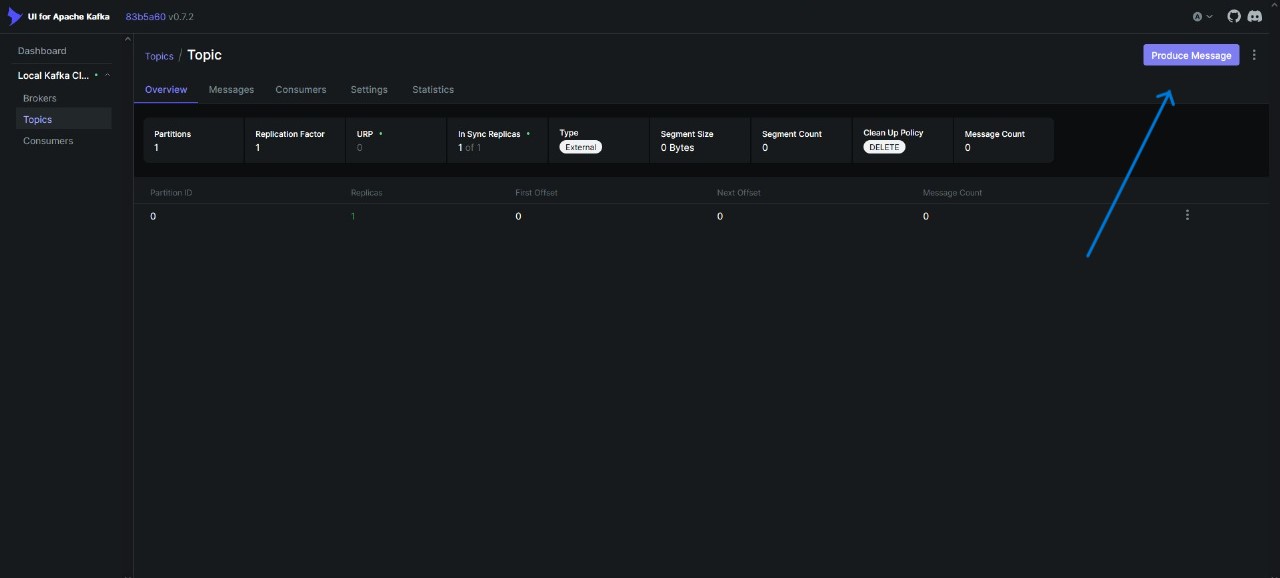 UI for Apache Kafka 83b5a60 v0.7.2
Dashboard
Local Kafka Cl...
Brokers
Topics
Consumers
Topics / Topic
Produce Message
Overview Messages Consumers Settings Statistics
Partitions
1
Replication Factor
1
URP
0
In Sync Replicas
1 of 1
Type
External
Segment Size
0 Bytes
Segment Count
0
Clean Up Policy
DELETE
Message Count
0
Partition ID Replicas First Offset Next Offset Message Count
0 1 0 0 0